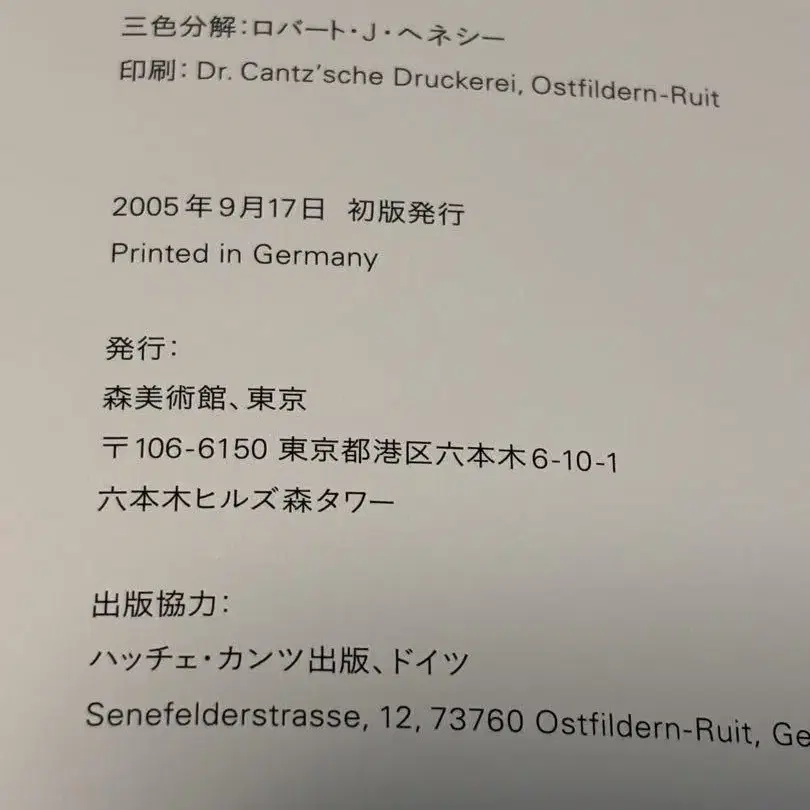 三色分解：ロバート・J・ヘネシー
印刷：Dr. Cantz'sche Druckerei, Ostfildern-Ruit
2005年9月17日 初版発行
Printed in Germany
発行：
森美術館、東京
〒106-6150 東京都港区六本木6-10-1
六本木ヒルズ森タワー
出版協力：
ハッチェ・カンツ出版、ドイツ
Senefelderstrasse, 12, 73760 Ostfildern-Ruit,